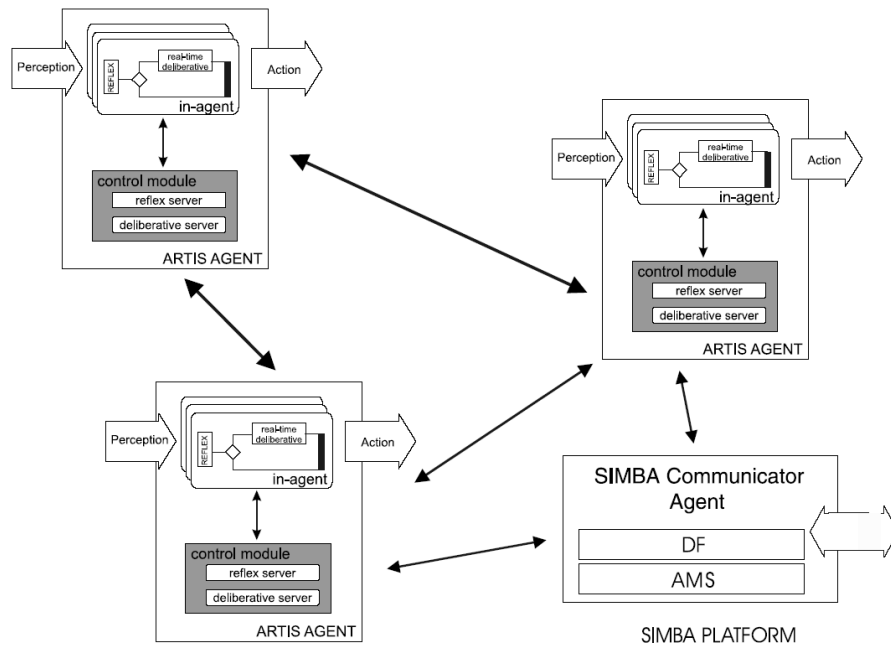 Perception
REFLEX
real-time
deliberative
in-agent
Action
control module
reflex server
deliberative server
ARTIS AGENT
Perception
REFLEX
real-time
deliberative
in-agent
Action
control module
reflex server
deliberative server
ARTIS AGENT
Perception
REFLEX
real-time
deliberative
in-agent
Action
control module
reflex server
deliberative server
ARTIS AGENT
SIMBA Communicator
Agent
DF
AMS
SIMBA PLATFORM